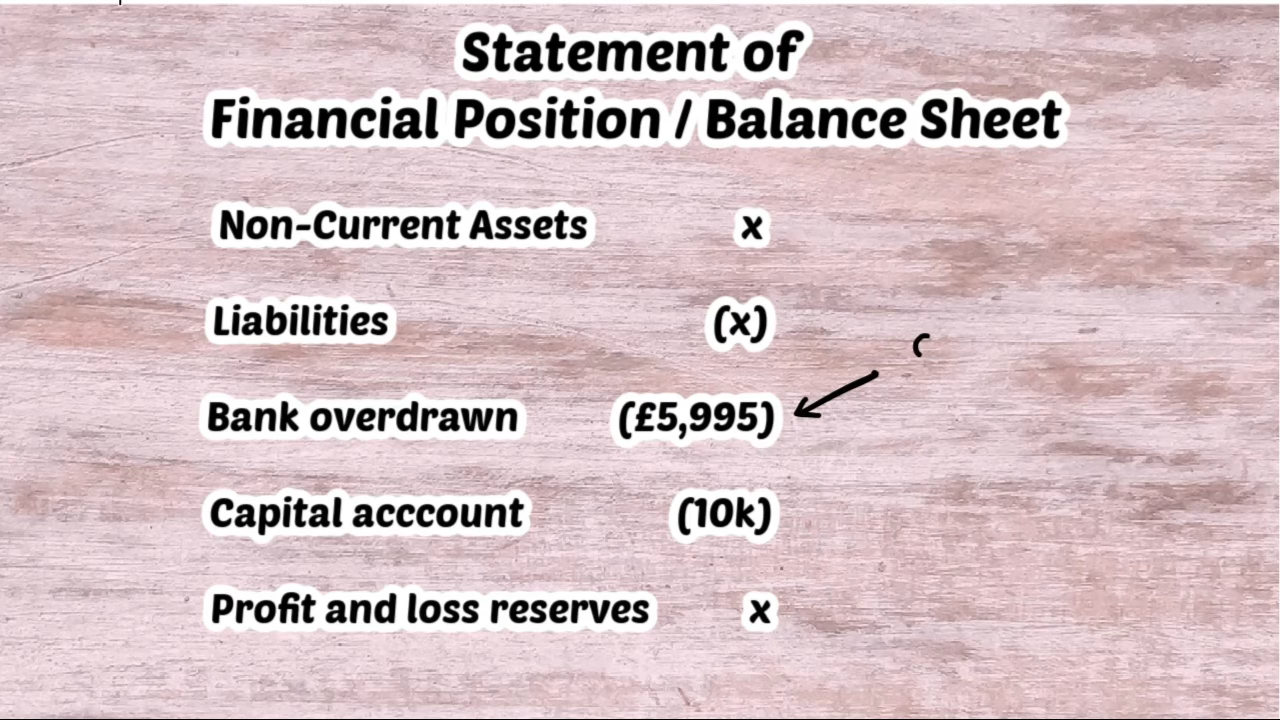 Statement of
Financial Position / Balance Sheet
Non-Current Assets x
Liabilities (x)
Bank overdrawn (£5,995)
Capital acccount (10k)
Profit and loss reserves x